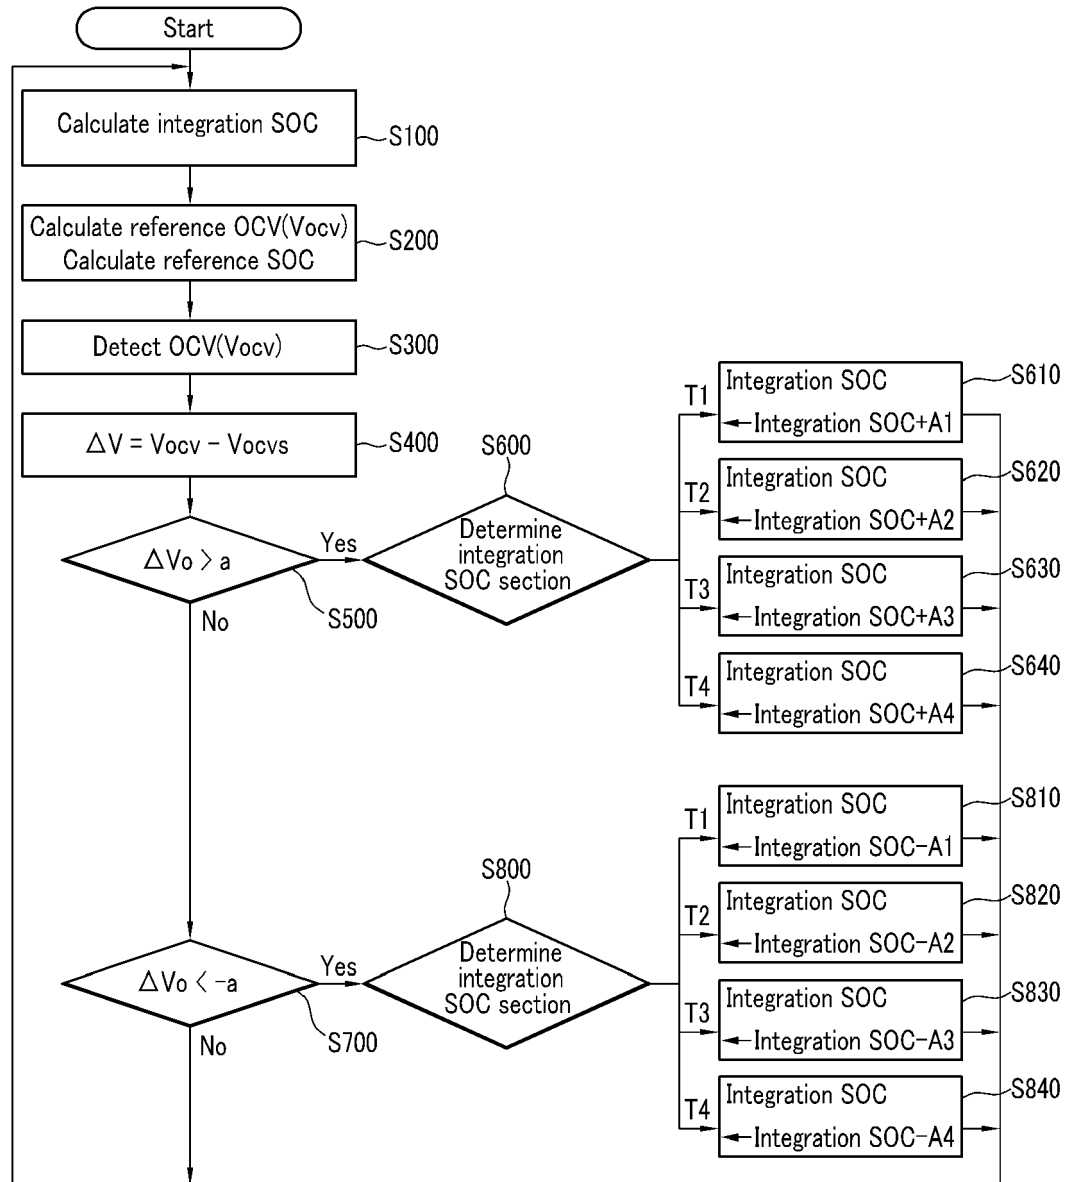 Start
Calculate integration SOC
S100
Calculate reference OCV(Vocv)
Calculate reference SOC
S200
Detect OCV(Vocv)
S300
ΔV = Vocv - Vocvs
S400
ΔVo > a
Yes
No
S500
S600
Determine
integration
SOC section
T1
Integration SOC
←Integration SOC+A1
S610
T2
Integration SOC
←Integration SOC+A2
S620
T3
Integration SOC
←Integration SOC+A3
S630
T4
Integration SOC
←Integration SOC+A4
S640
ΔVo < -a
Yes
No
S700
S800
Determine
integration
SOC section
T1
Integration SOC
←Integration SOC-A1
S810
T2
Integration SOC
←Integration SOC-A2
S820
T3
Integration SOC
←Integration SOC-A3
S830
T4
Integration SOC
←Integration SOC-A4
S840